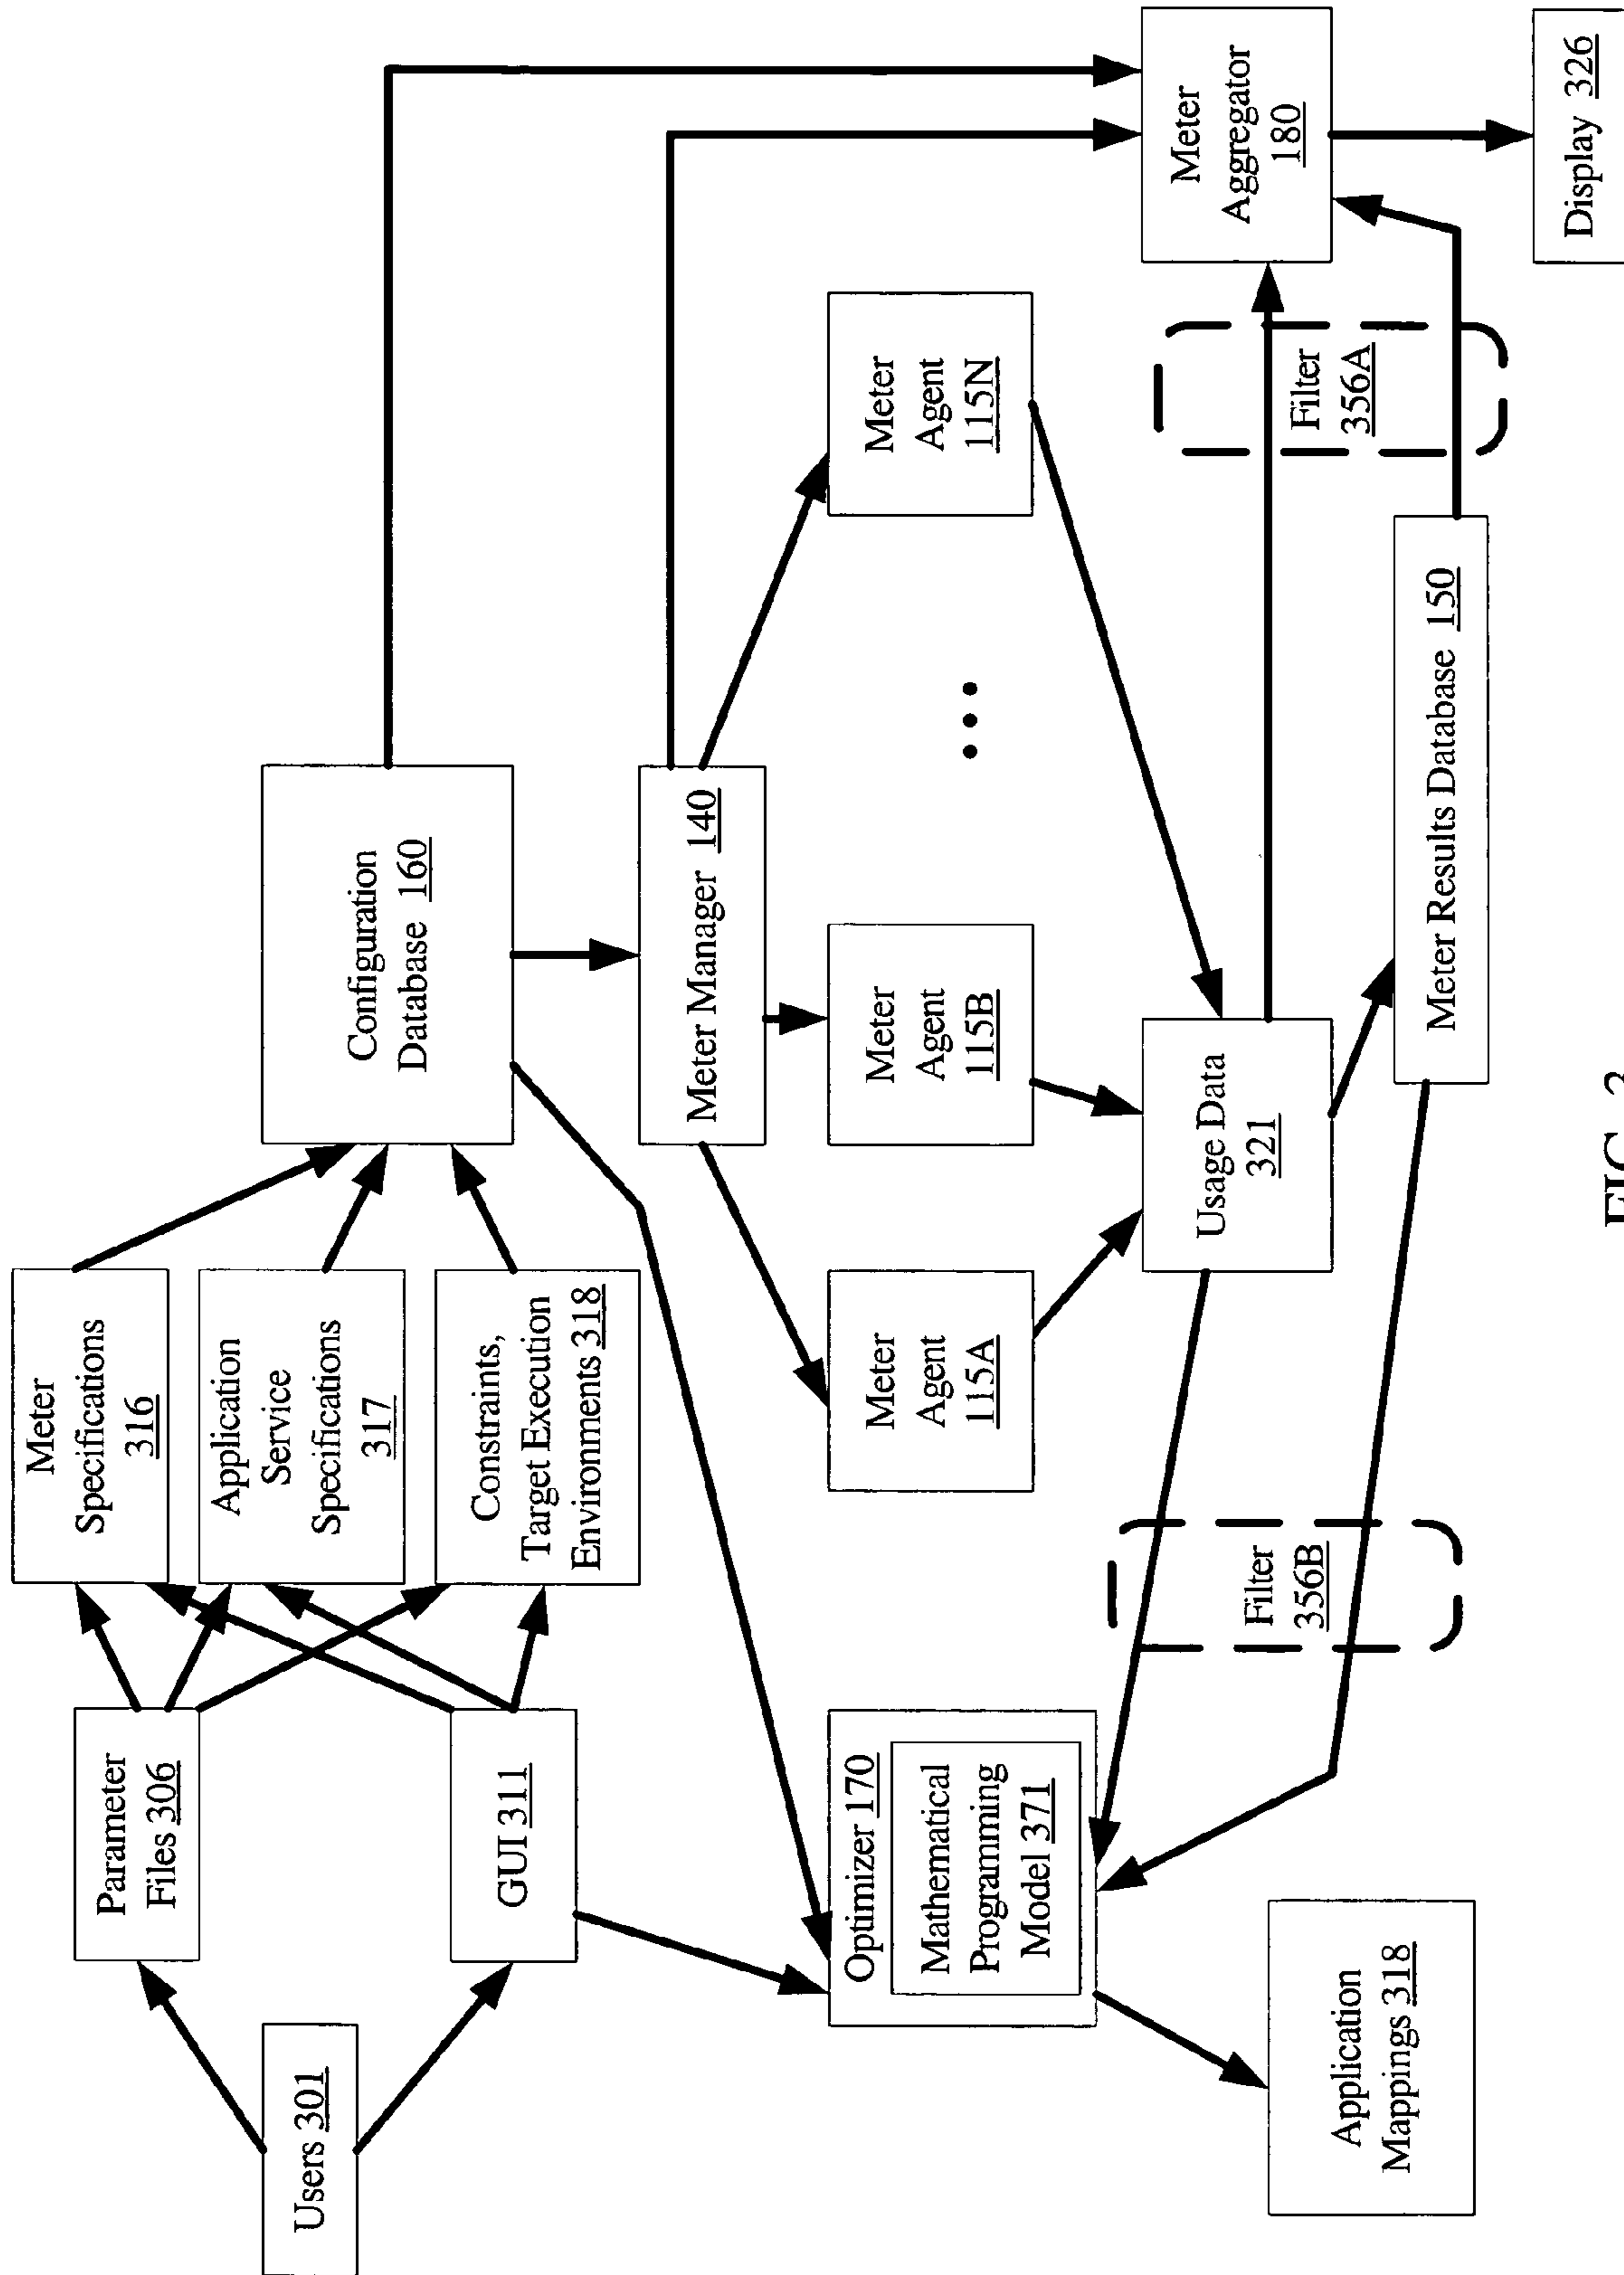 Users 301
Parameter
Files 306
GUI 311
Meter
Specifications
316
Application
Service
Specifications
317
Constraints,
Target Execution
Environments 318
Configuration
Database 160
Meter Manager 140
Optimizer 170
Mathematical
Programming
Model 371
Meter
Agent
115A
Meter
Agent
115B
...
Meter
Agent
115N
Filter
356B
Usage Data
321
Filter
356A
Meter
Aggregator
180
Application
Mappings 318
Meter Results Database 150
Display 326
FIG. 3